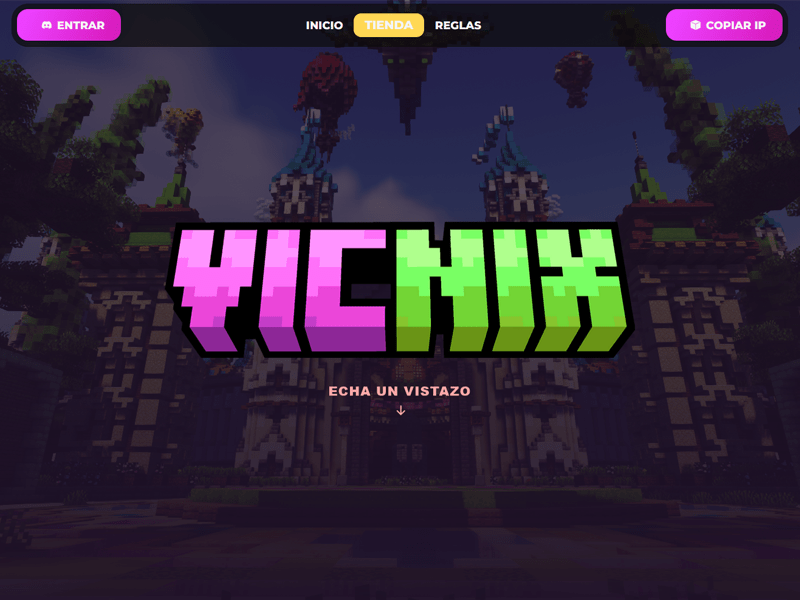 ENTRAR
INICIO
TIENDA
REGLAS
COPIAR IP
VICNIX
ECHA UN VISTAZO